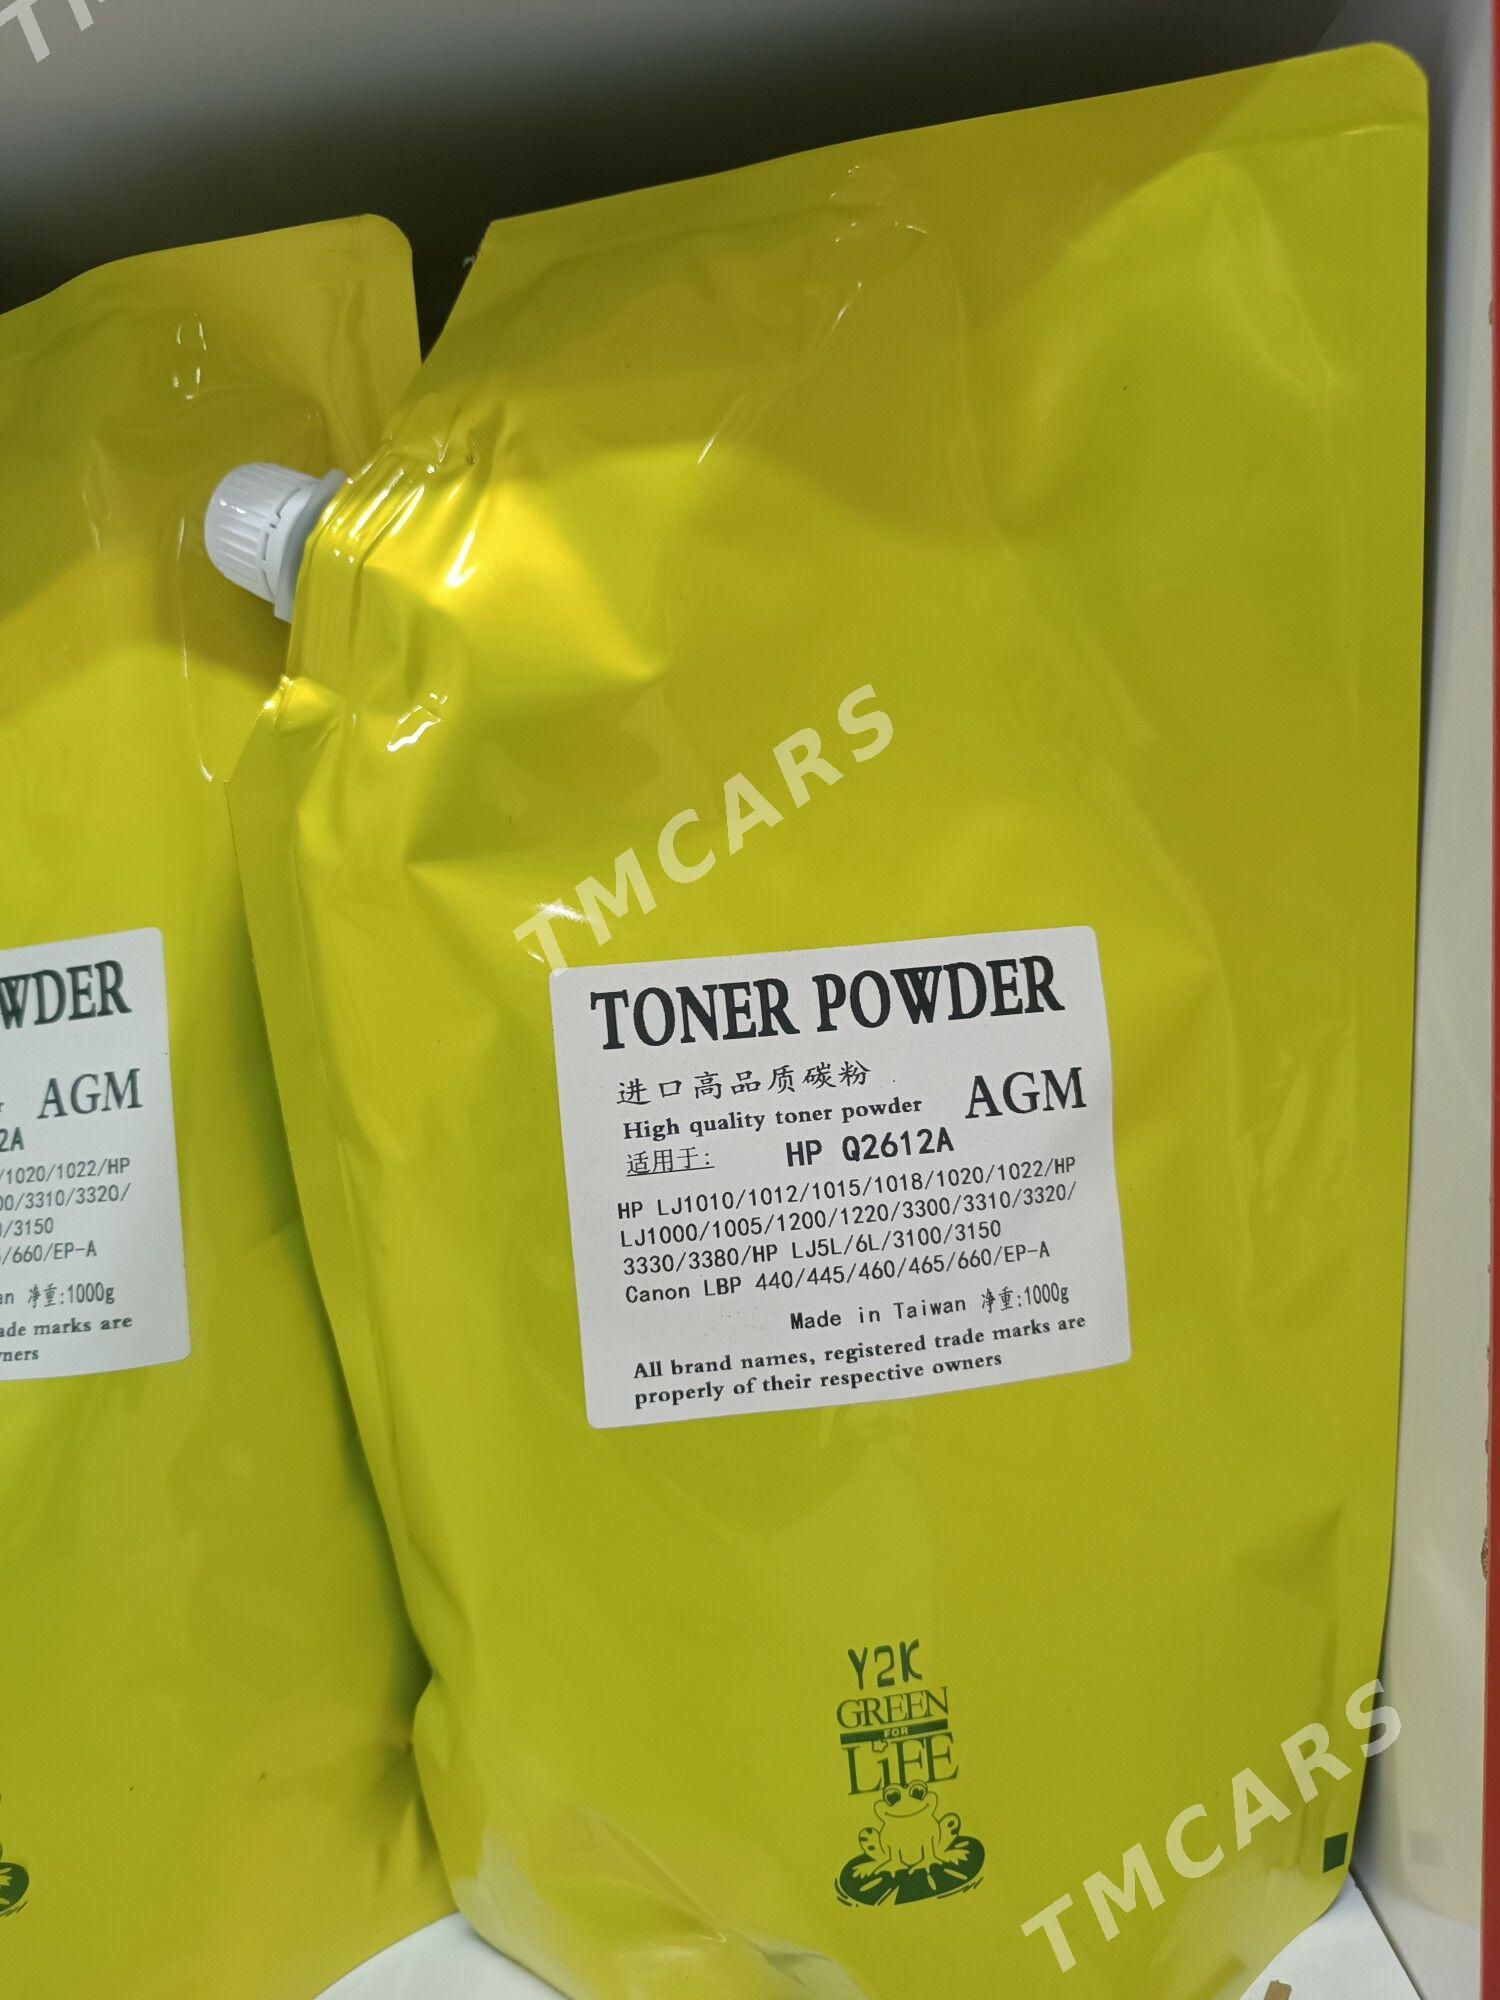 TMCARS
TONER POWDER
进口高品质碳粉
High quality toner powder
AGM
适用于:
HP Q2612A
HP LJ1010/1012/1015/1018/1020/1022/HP
LJ1000/1005/1200/1220/3300/3310/3320/
3330/3380/HP LJ5L/6L/3100/3150
Canon LBP 440/445/460/465/660/EP-A
Made in Taiwan 净重:1000g
All brand names, registered trade marks are
properly of their respective owners
WDER
AGM
2A
/1020/1022/HP
00/3310/3320/
/3150
/660/EP-A
an 净重:1000g
ade marks are
ners
Y2K
GREEN
FOR
LiFE
TMCARS